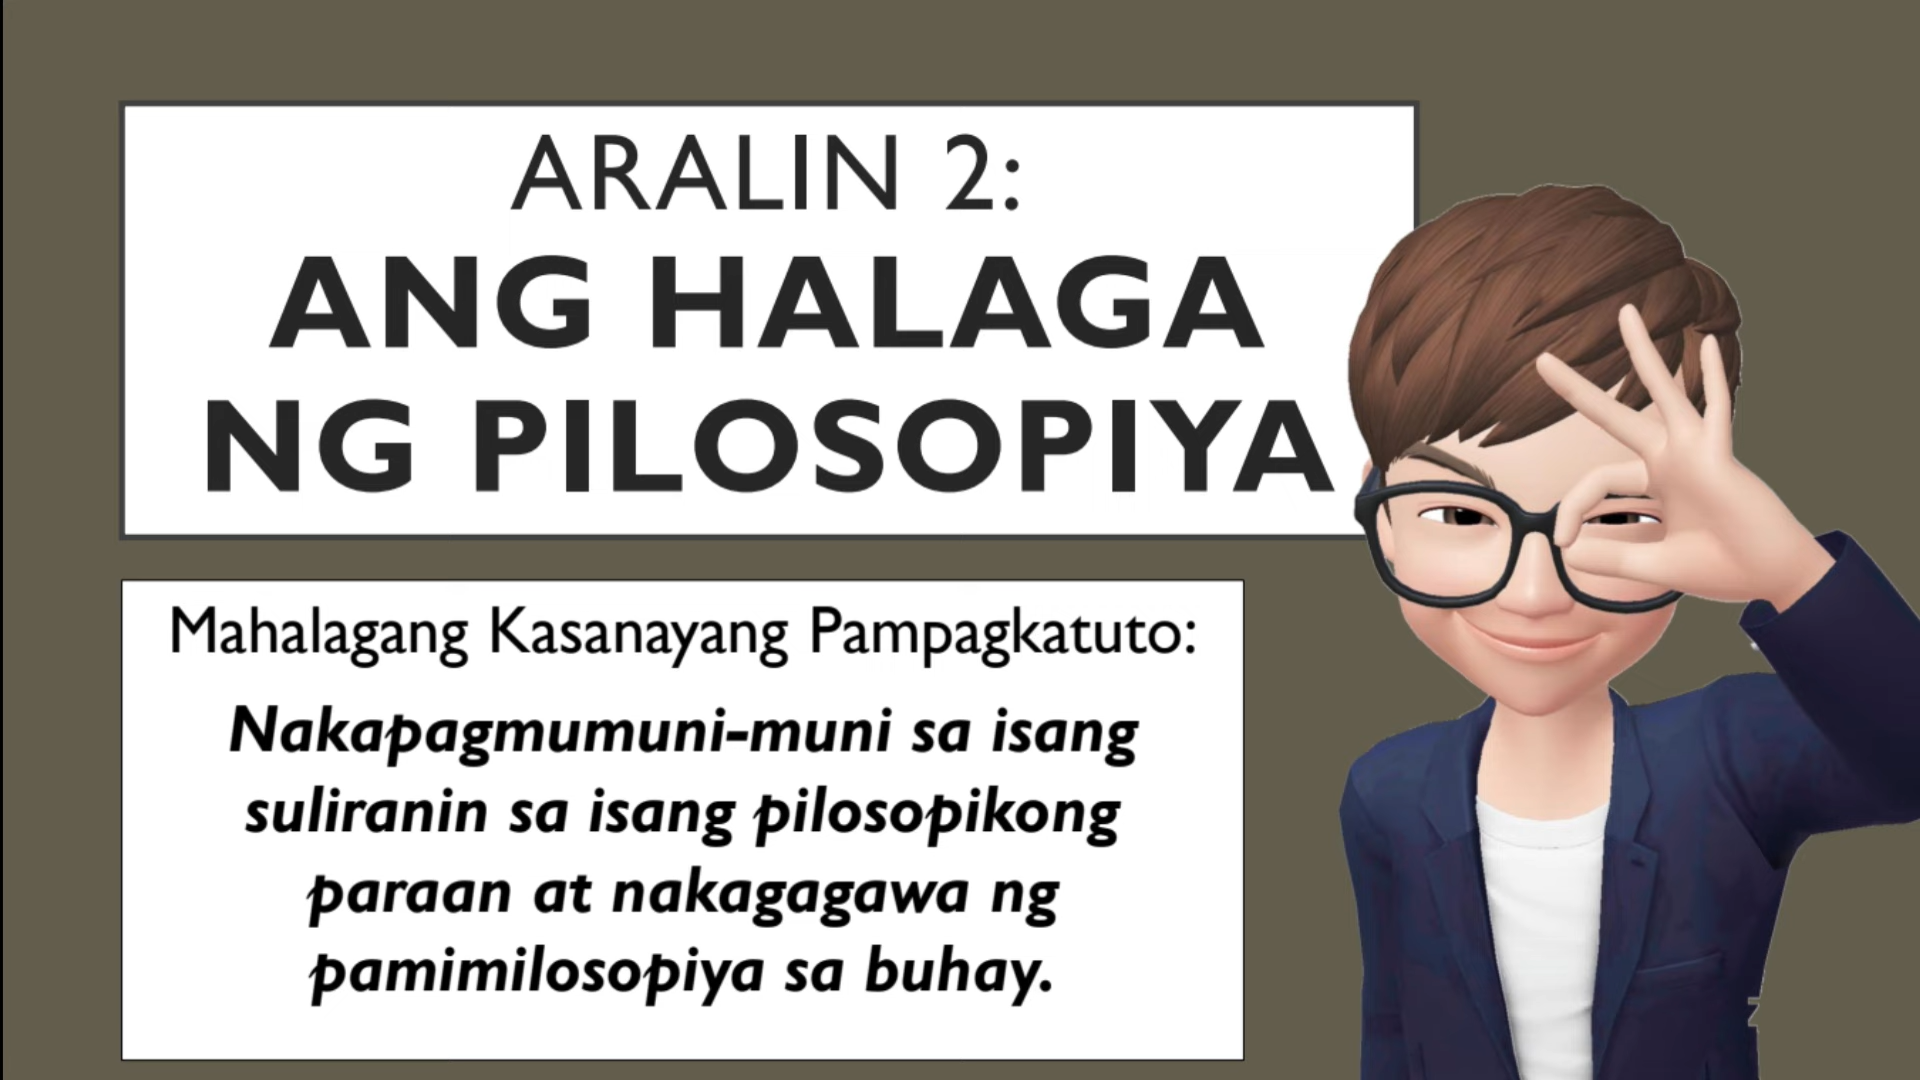 ARALIN 2:
ANG HALAGA
NG PILOSOPIYA
Mahalagang Kasanayang Pampagkatuto:
Nakapagmumuni-muni sa isang
suliranin sa isang pilosopikong
paraan at nakagagawa ng
pamimilosopiya sa buhay.